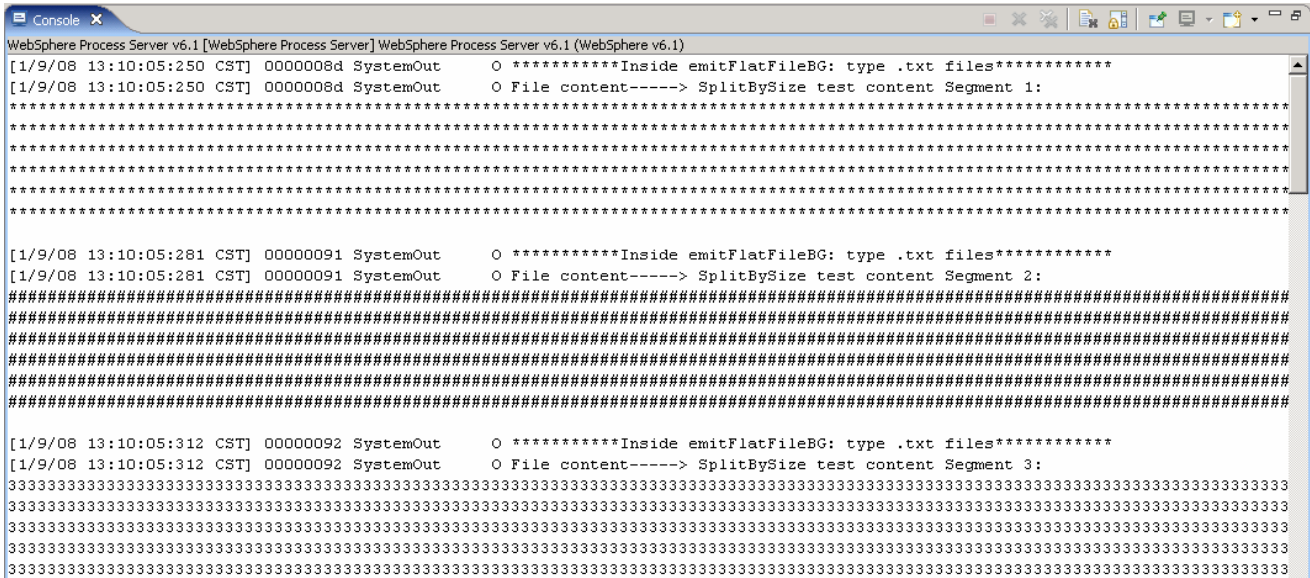 Console
WebSphere Process Server v6.1 [WebSphere Process Server] WebSphere Process Server v6.1 (WebSphere v6.1)
[1/9/08 13:10:05:250 CST] 0000008d SystemOut     O ***********Inside emitFlatFileBG: type .txt files************
[1/9/08 13:10:05:250 CST] 0000008d SystemOut     O File content-----> SplitBySize test content Segment 1:
***********************************************************************************************************************************
***********************************************************************************************************************************
***********************************************************************************************************************************
***********************************************************************************************************************************
***********************************************************************************************************************************
***********************************************************************************************************************************
[1/9/08 13:10:05:281 CST] 00000091 SystemOut     O ***********Inside emitFlatFileBG: type .txt files************
[1/9/08 13:10:05:281 CST] 00000091 SystemOut     O File content-----> SplitBySize test content Segment 2:
###################################################################################################################################
###################################################################################################################################
###################################################################################################################################
###################################################################################################################################
###################################################################################################################################
###################################################################################################################################
[1/9/08 13:10:05:312 CST] 00000092 SystemOut     O ***********Inside emitFlatFileBG: type .txt files************
[1/9/08 13:10:05:312 CST] 00000092 SystemOut     O File content-----> SplitBySize test content Segment 3:
33333333333333333333333333333333333333333333333333333333333333333333333333333333333333333333333333333333333333333333333333333333333
33333333333333333333333333333333333333333333333333333333333333333333333333333333333333333333333333333333333333333333333333333333333
33333333333333333333333333333333333333333333333333333333333333333333333333333333333333333333333333333333333333333333333333333333333
33333333333333333333333333333333333333333333333333333333333333333333333333333333333333333333333333333333333333333333333333333333333
33333333333333333333333333333333333333333333333333333333333333333333333333333333333333333333333333333333333333333333333333333333333